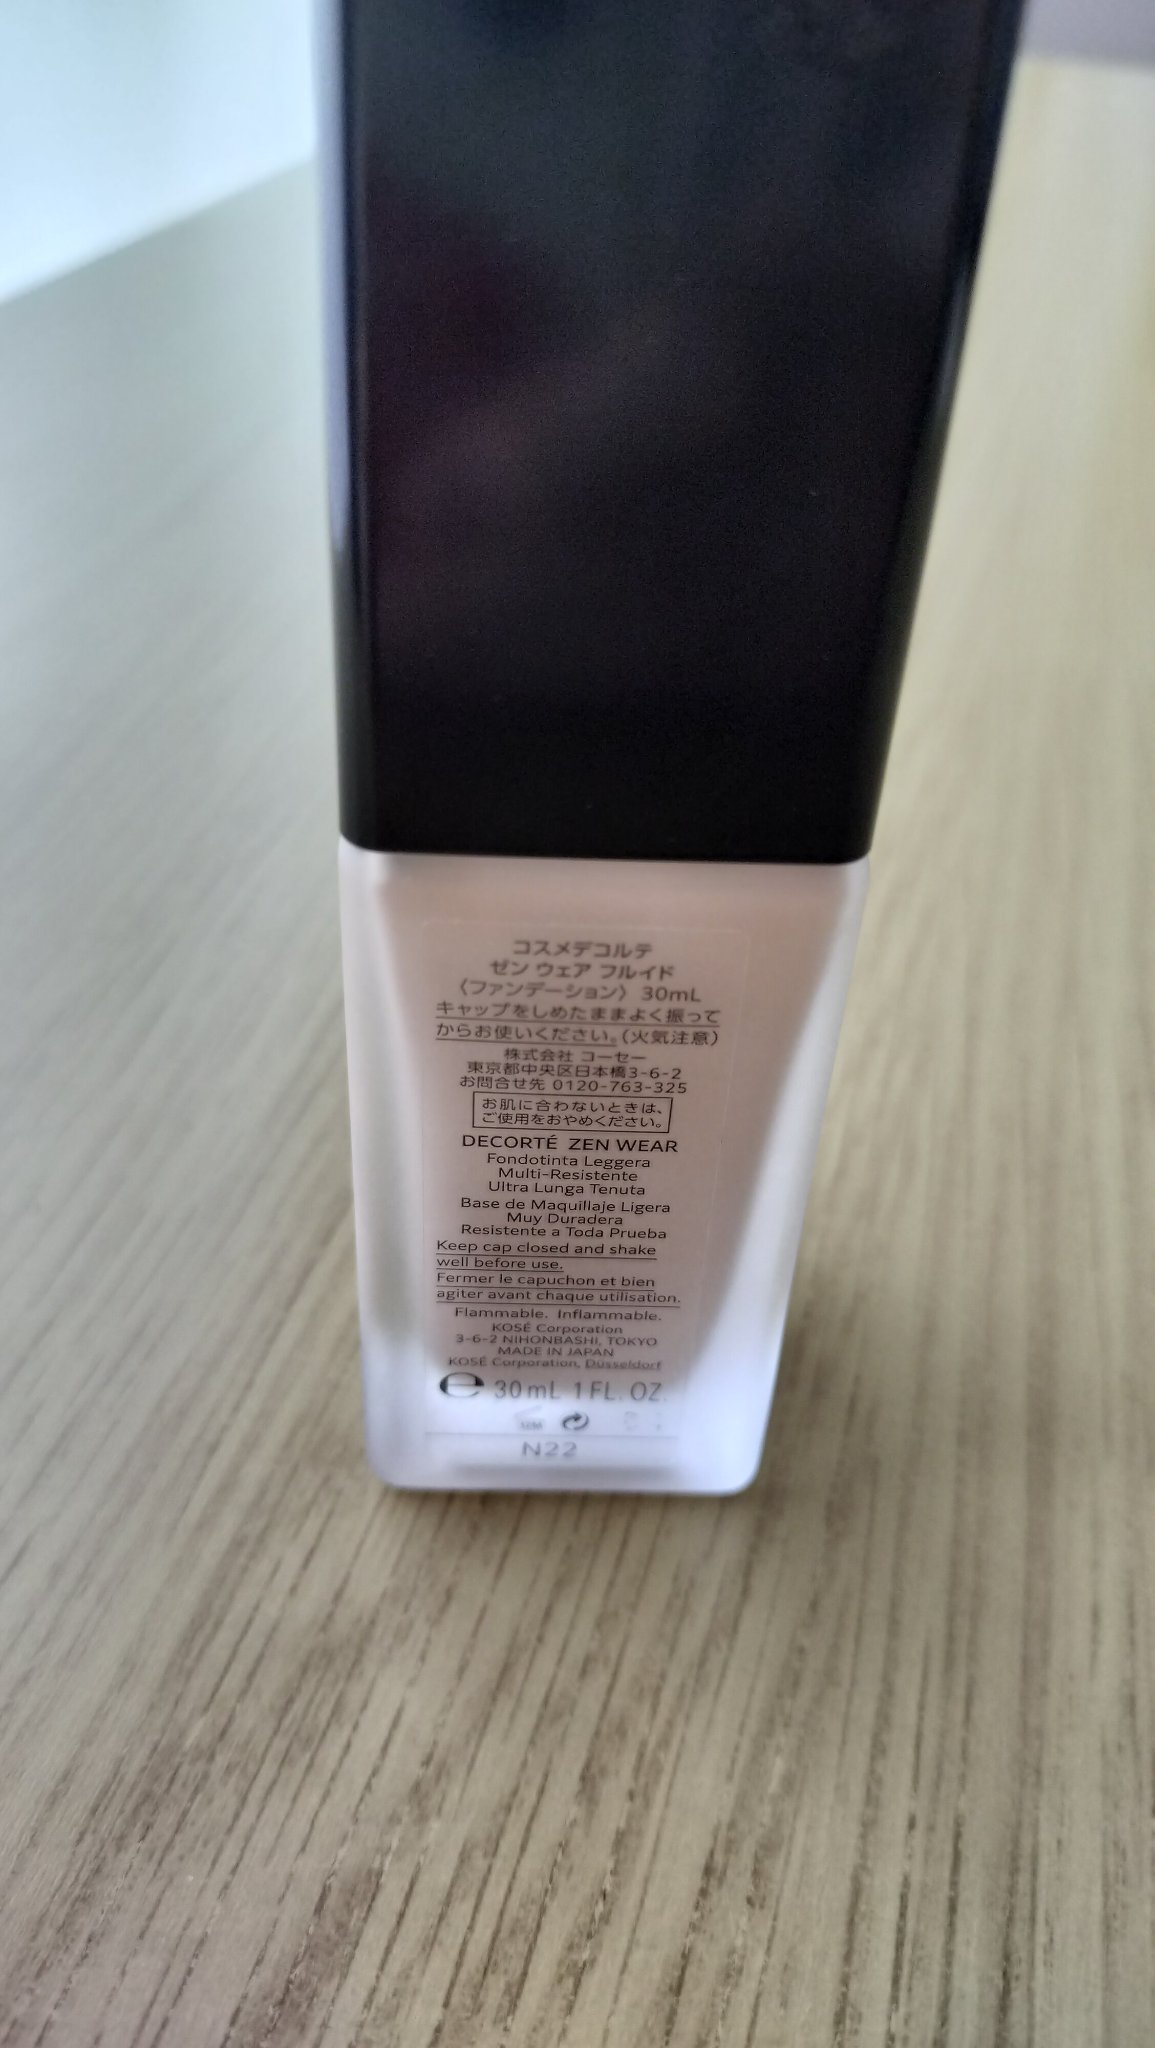 コスメデコルテ
ゼン ウェア フルイド
〈ファンデーション〉 30mL
キャップをしめたままよく振って
からお使いください。(火気注意)
株式会社 コーセー
東京都中央区日本橋3-6-2
お問合せ先 0120-763-325
お肌に合わないときは、
ご使用をおやめください。
DECORTÉ ZEN WEAR
Fondotinta Leggera
Multi-Resistente
Ultra Lunga Tenuta
Base de Maquillaje Ligera
Muy Duradera
Resistente a Toda Prueba
Keep cap closed and shake
well before use.
Fermer le capuchon et bien
agiter avant chaque utilisation.
Flammable. Inflammable.
KOSÉ Corporation
3-6-2 NIHONBASHI, TOKYO
MADE IN JAPAN
KOSÉ Corporation, Düsseldorf
℮ 30mL 1FL. OZ.
N22